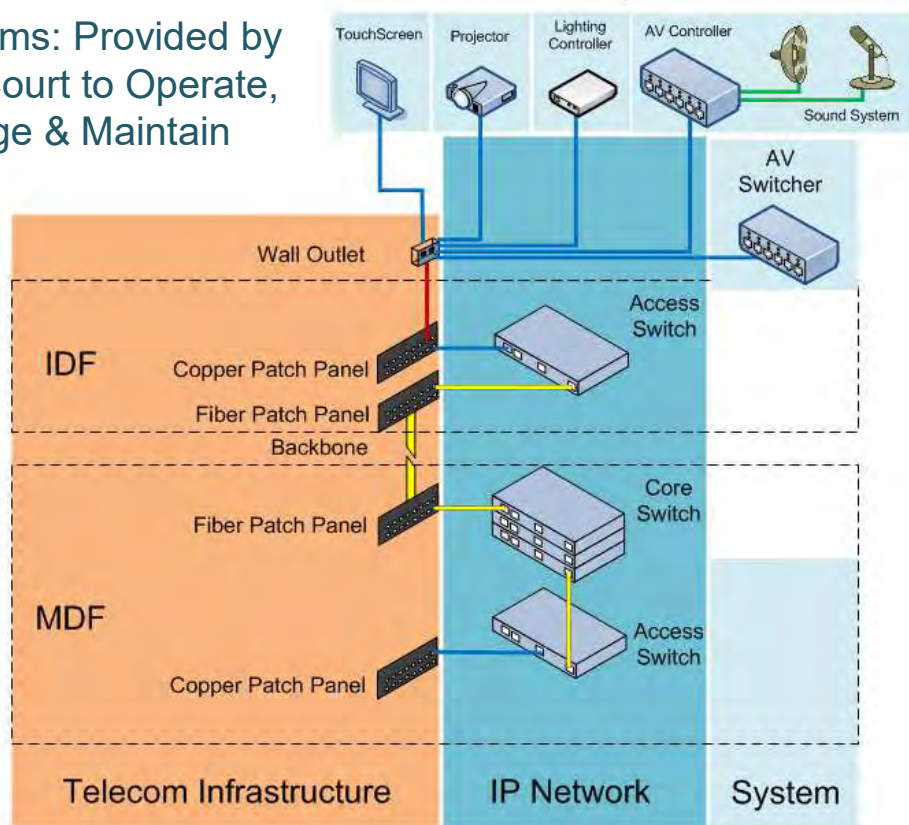 ms: Provided by
ourt to Operate,
ge & Maintain
TouchScreen
Projector
Lighting
Controller
AV Controller
Sound System
AV
Switcher
Wall Outlet
IDF
Access
Switch
Copper Patch Panel
Fiber Patch Panel
Backbone
Core
Switch
Fiber Patch Panel
MDF
Access
Switch
Copper Patch Panel
Telecom Infrastructure
IP Network
System